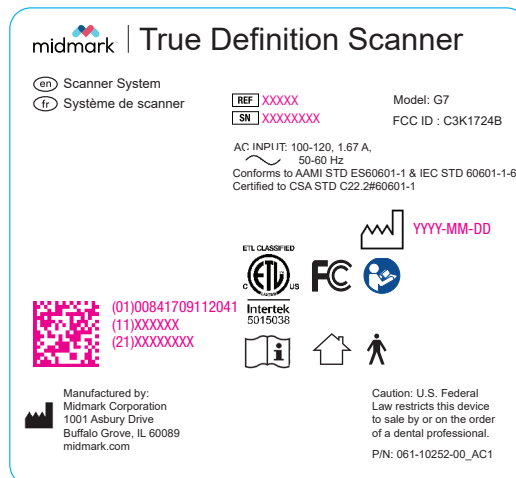 midmark
True Definition Scanner
en Scanner System
fr Système de scanner
REF XXXXX
SN XXXXXXXX
Model: G7
FCC ID : C3K1724B
AC INPUT: 100-120, 1.67 A,
50-60 Hz
Conforms to AAMI STD ES60601-1 & IEC STD 60601-1-6
Certified to CSA STD C22.2#60601-1
YYYY-MM-DD
ETL CLASSIFIED
C ETL US
LISTED
FC
Intertek
5015038
i
(01)00841709112041
(11)XXXXXX
(21)XXXXXXXX
Manufactured by:
Midmark Corporation
1001 Asbury Drive
Buffalo Grove, IL 60089
midmark.com
Caution: U.S. Federal
Law restricts this device
to sale by or on the order
of a dental professional.
P/N: 061-10252-00_AC1